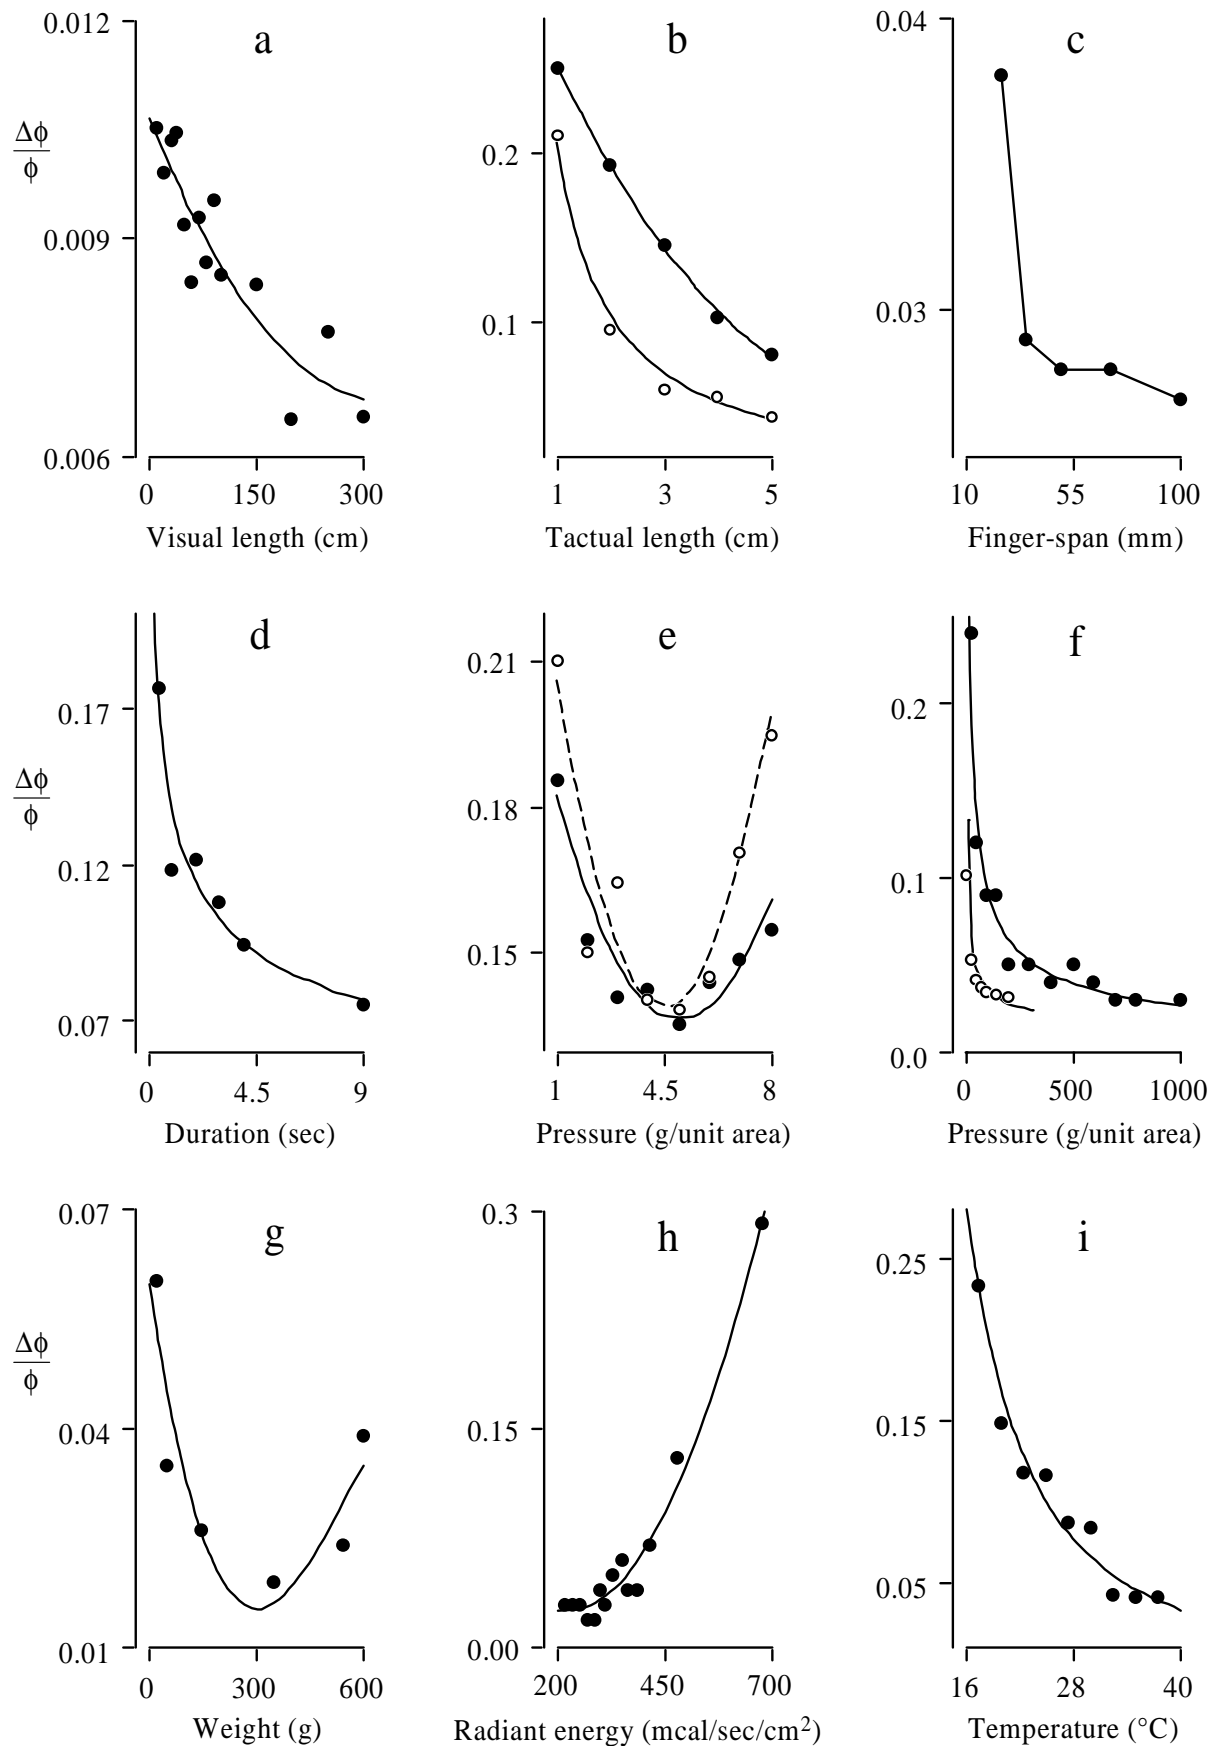 0.012 a b c 0.04
Δϕ
ϕ
0.2
0.009
0.03
0.1
0.006
0 150 300 1 3 5 10 55 100
Visual length (cm) Tactual length (cm) Finger-span (mm)
d e f
0.21
0.17 0.2
Δϕ
ϕ
0.18
0.12 0.1
0.15
0.07
0.0
0 4.5 9 1 4.5 8 0 500 1000
Duration (sec) Pressure (g/unit area) Pressure (g/unit area)
0.07 g 0.3 h i
0.25
Δϕ
ϕ
0.04 0.15 0.15
0.05
0.01 0.00
0 300 600 200 450 700 16 28 40
Weight (g) Radiant energy (mcal/sec/cm²) Temperature (°C)